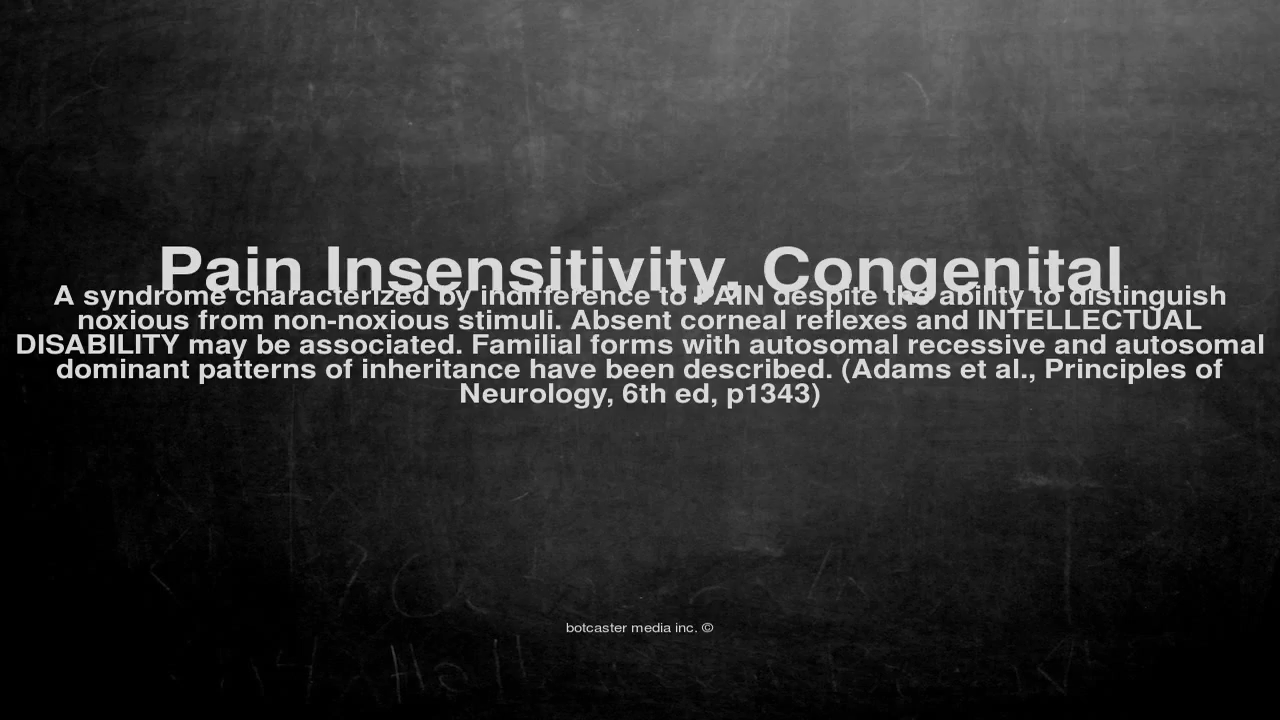 Pain Insensitivity, Congenital
A syndrome characterized by indifference to PAIN despite the ability to distinguish
noxious from non-noxious stimuli. Absent corneal reflexes and INTELLECTUAL
DISABILITY may be associated. Familial forms with autosomal recessive and autosomal
dominant patterns of inheritance have been described. (Adams et al., Principles of
Neurology, 6th ed, p1343)
botcaster media inc. ©